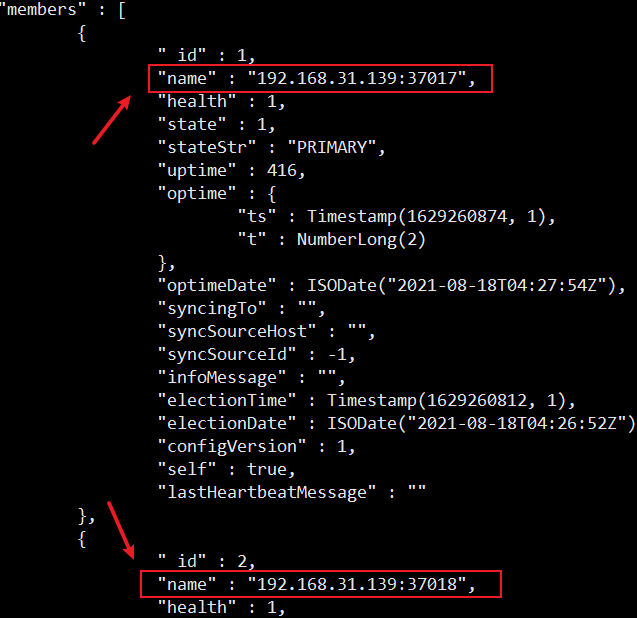 "members" : [
{
"_id" : 1,
"name" : "192.168.31.139:37017",
"health" : 1,
"state" : 1,
"stateStr" : "PRIMARY",
"uptime" : 416,
"optime" : {
"ts" : Timestamp(1629260874, 1),
"t" : NumberLong(2)
},
"optimeDate" : ISODate("2021-08-18T04:27:54Z"),
"syncingTo" : "",
"syncSourceHost" : "",
"syncSourceId" : -1,
"infoMessage" : "",
"electionTime" : Timestamp(1629260812, 1),
"electionDate" : ISODate("2021-08-18T04:26:52Z")
"configVersion" : 1,
"self" : true,
"lastHeartbeatMessage" : ""
},
{
"_id" : 2,
"name" : "192.168.31.139:37018",
"health" : 1,